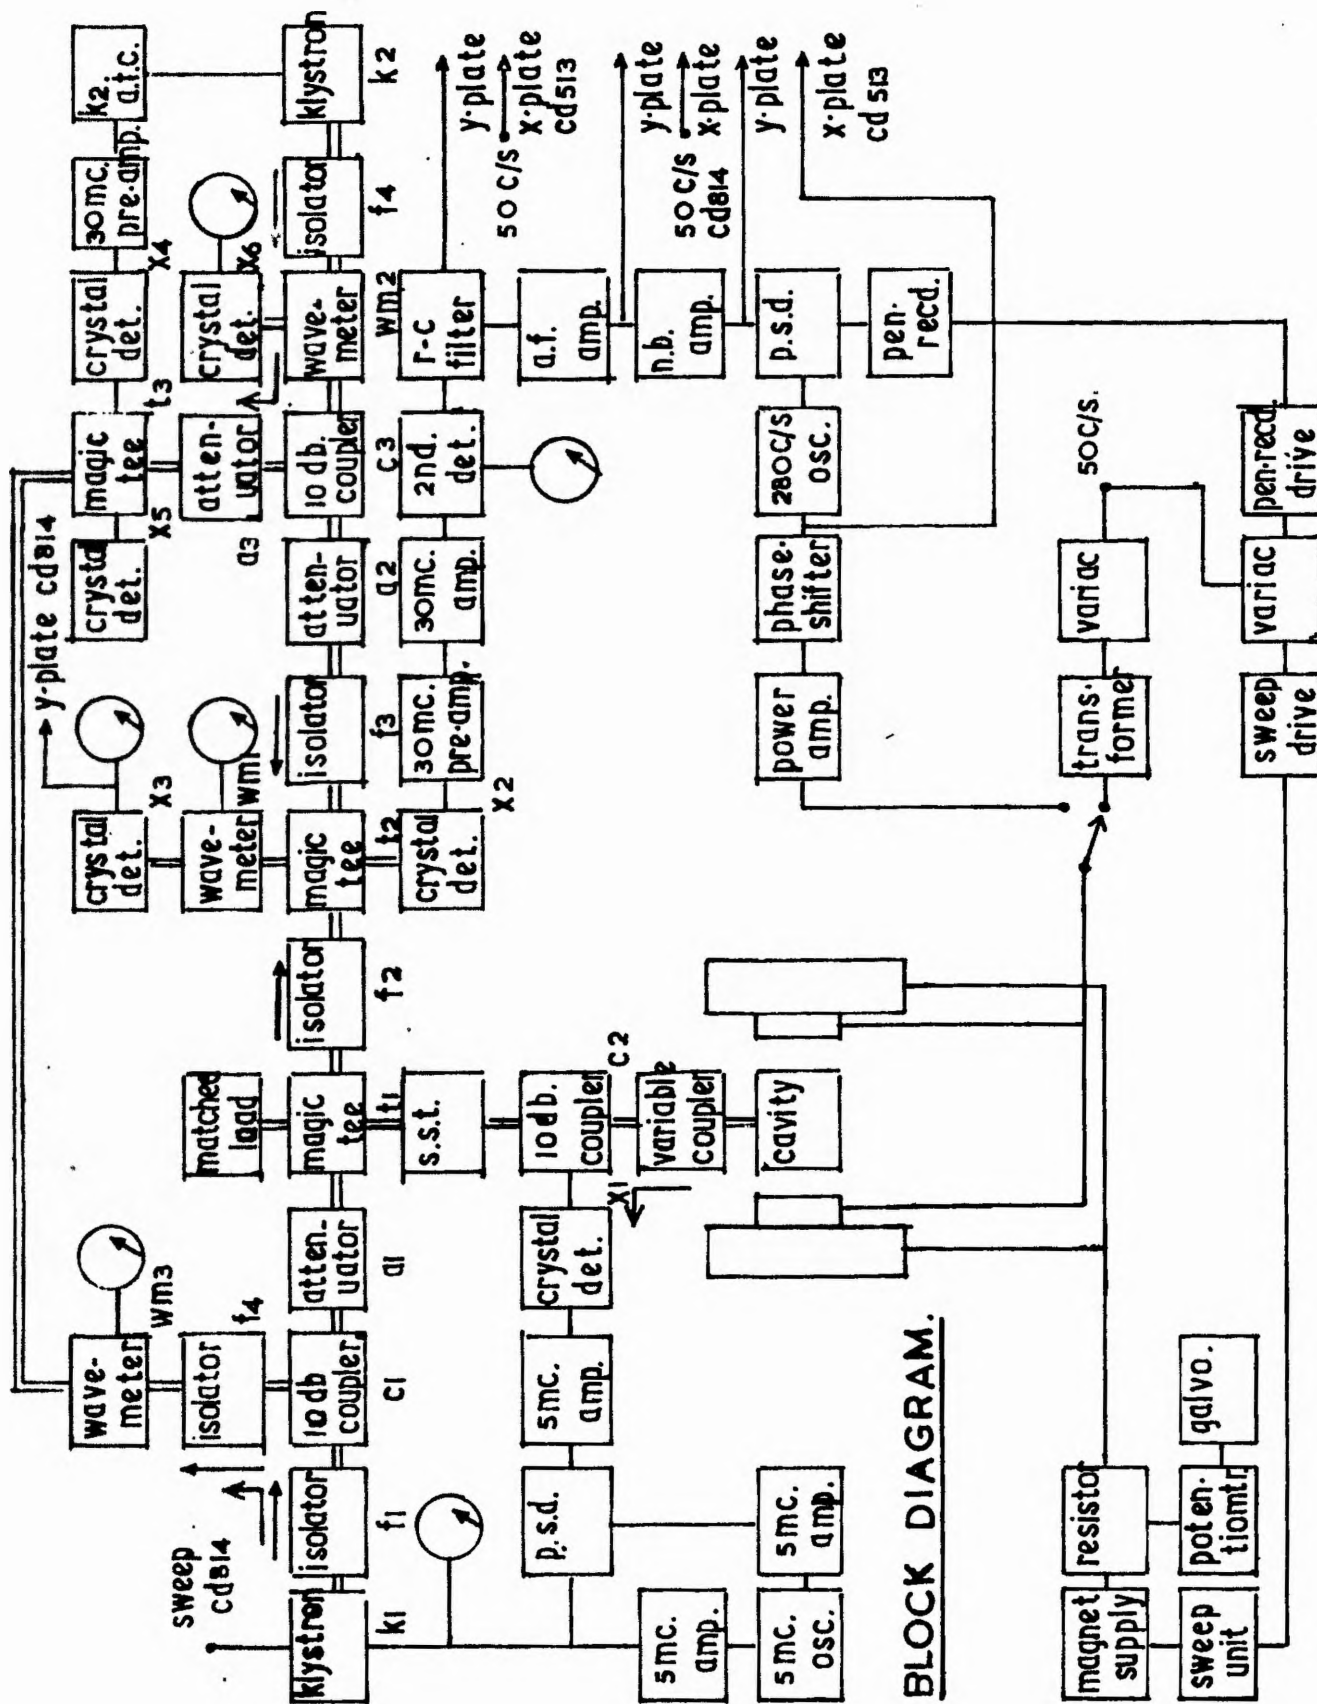 y-plate cd814
wave-
meter
wm3
crystal
det.
x3
crystal
det.
x5
magic
tee
t3
crystal
det.
x4
30mc.
pre-amp.
k2
a.t.c.
sweep
cd814
isolator
f4
matched
load
wave-
meter
wm1
atten-
uator
a3
crystal
det.
x6
klystron
k1
isolator
f1
10db
coupler
c1
atten-
uator
a1
magic
tee
t1
isolator
f2
magic
tee
t2
isolator
f3
atten-
uator
a2
10db.
coupler
c3
wave-
meter
wm2
isolator
f4
klystron
k2
s.s.t.
crystal
det.
x2
30mc.
pre-amp.
30mc.
amp.
2nd.
det.
r-c
filter
y-plate
50 c/s
x-plate
cd513
p.s.d.
5mc.
amp.
crystal
det.
x1
10db.
coupler
c2
a.f.
amp.
5mc.
amp.
variable
coupler
n.b.
amp.
y-plate
50 c/s
x-plate
cd814
y-plate
5mc.
osc.
5mc.
amp.
cavity
power
amp.
phase-
shifter
280c/s
osc.
p.s.d.
x-plate
cd513
pen-
recd.
BLOCK DIAGRAM.
magnet
supply
resistor
trans-
former
variac
50c/s.
sweep
unit
poten-
tiomtr.
galvo.
sweep
drive
variac
pen-recd.
drive